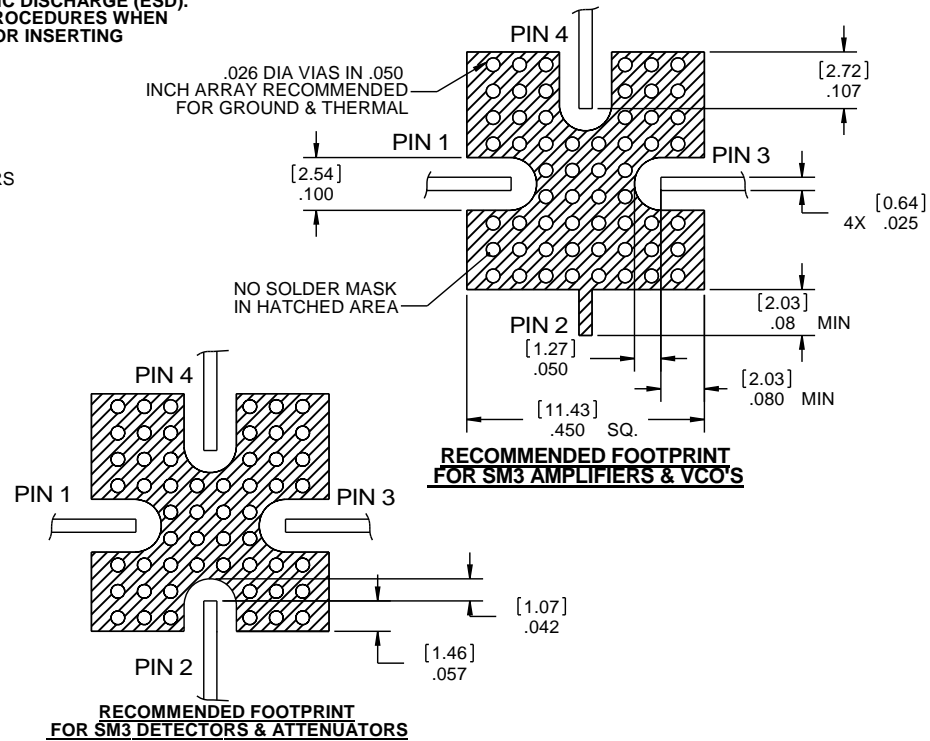 IC DISCHARGE (ESD).
ROCEDURES WHEN
OR INSERTING
RS
.026 DIA VIAS IN .050
INCH ARRAY RECOMMENDED
FOR GROUND & THERMAL
PIN 4
[2.72]
.107
PIN 1
PIN 3
[2.54]
.100
[0.64]
4X .025
NO SOLDER MASK
IN HATCHED AREA
PIN 2
[2.03]
.08 MIN
[1.27]
.050
[2.03]
.080 MIN
[11.43]
.450 SQ.
RECOMMENDED FOOTPRINT
FOR SM3 AMPLIFIERS & VCO'S
PIN 4
PIN 1
PIN 3
PIN 2
[1.07]
.042
[1.46]
.057
RECOMMENDED FOOTPRINT
FOR SM3 DETECTORS & ATTENUATORS